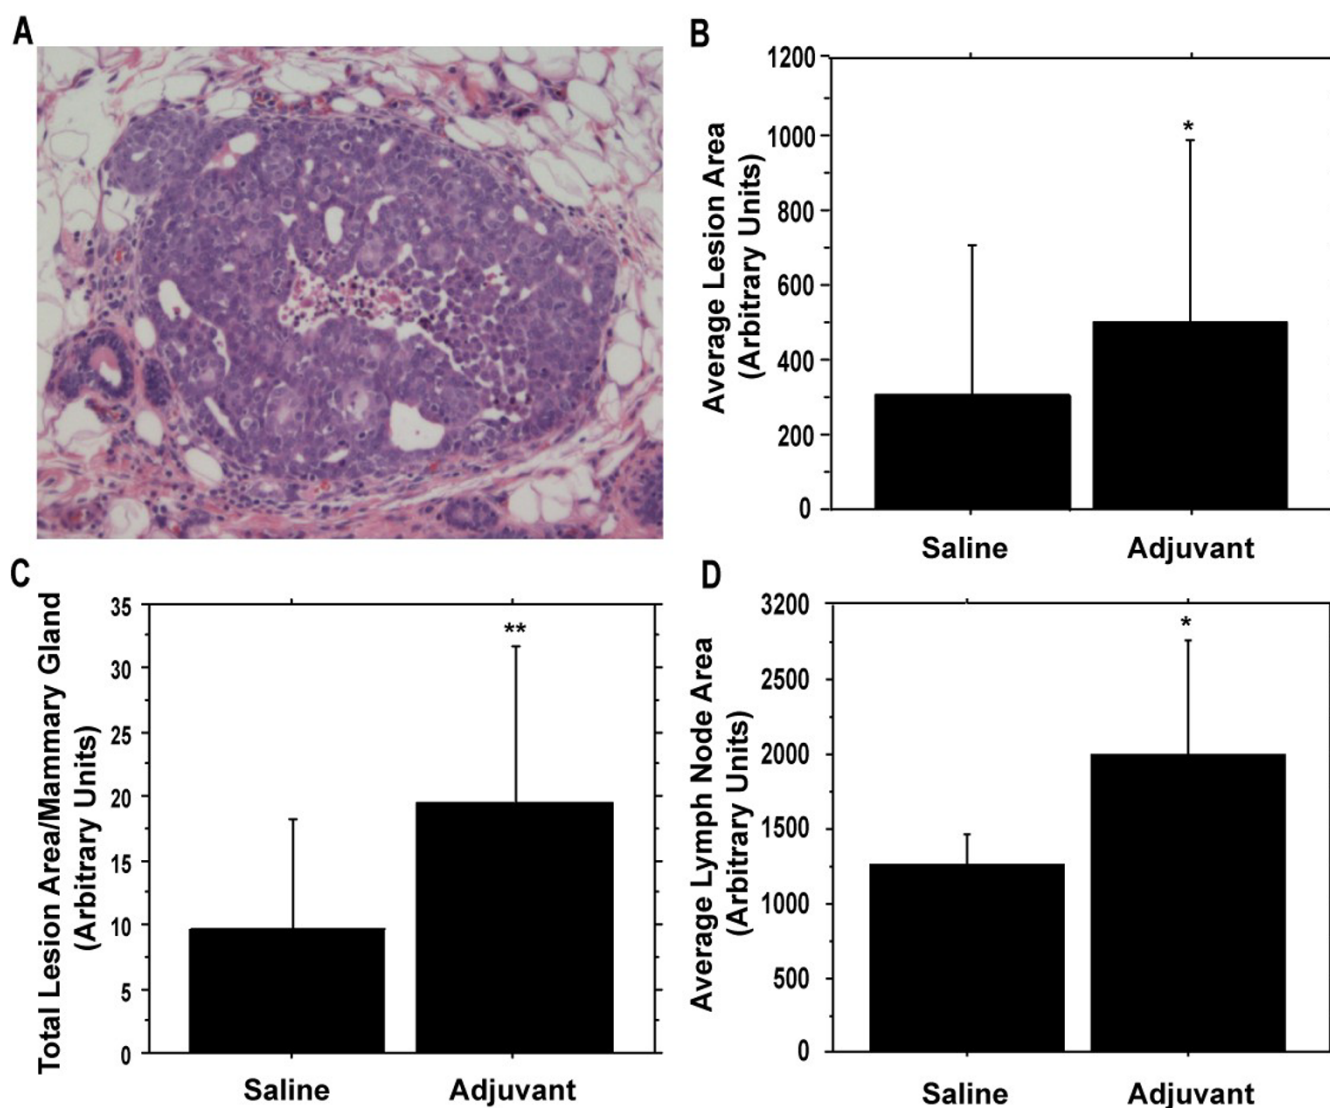 A
B
Average Lesion Area
(Arbitrary Units)
1200
1000
800
600
400
200
0
*
Saline
Adjuvant
C
Total Lesion Area/Mammary Gland
(Arbitrary Units)
35
30
25
20
15
10
5
0
**
Saline
Adjuvant
D
Average Lymph Node Area
(Arbitrary Units)
3200
2500
2000
1500
1000
500
0
*
Saline
Adjuvant